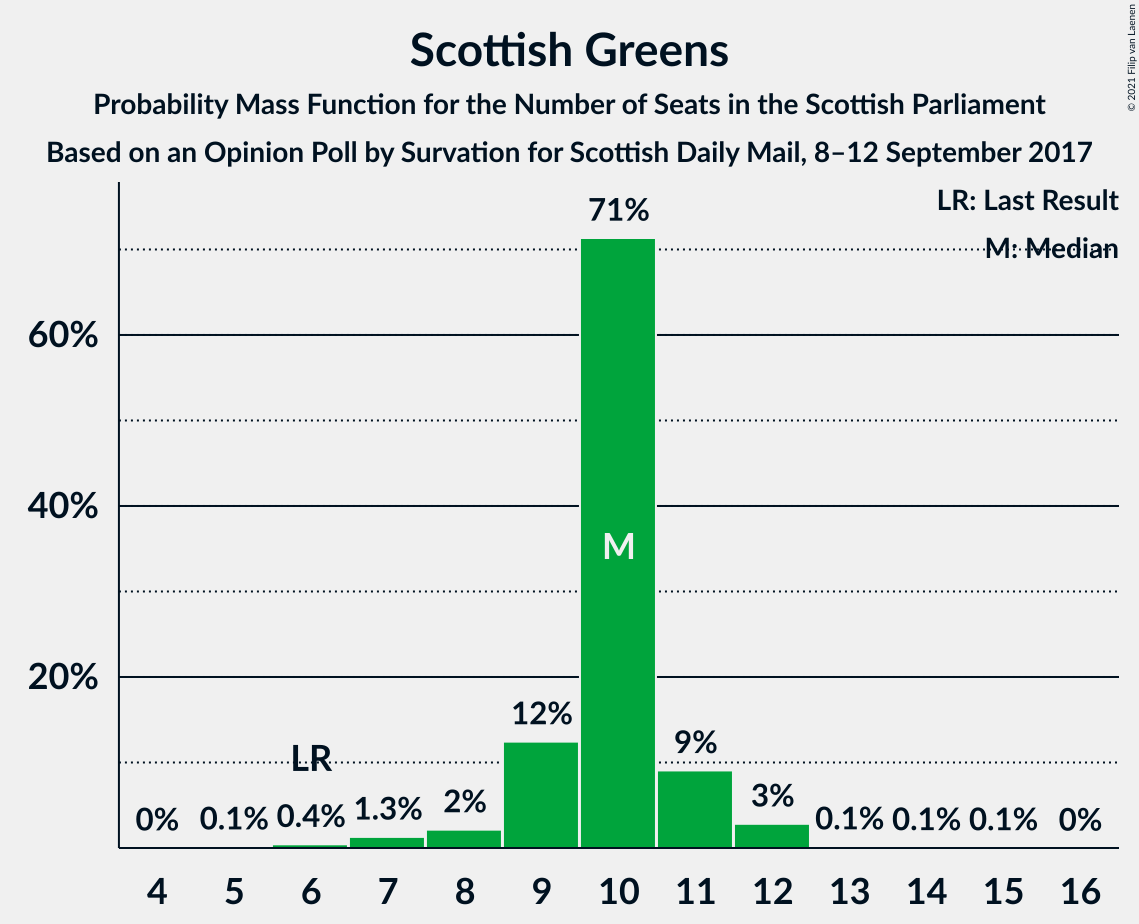 Scottish Greens
Probability Mass Function for the Number of Seats in the Scottish Parliament
Based on an Opinion Poll by Survation for Scottish Daily Mail, 8–12 September 2017
© 2021 Filip van Laenen
LR: Last Result
M: Median
60%
40%
20%
0%
0.1%
LR
0.4%
1.3%
2%
12%
71%
M
9%
3%
0.1%
0.1%
0.1%
0%
4 5 6 7 8 9 10 11 12 13 14 15 16